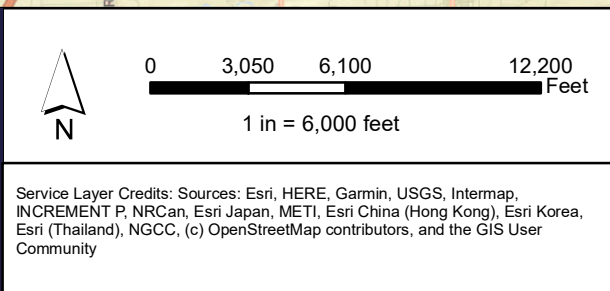 0 3,050 6,100 12,200
Feet
N
1 in = 6,000 feet
Service Layer Credits: Sources: Esri, HERE, Garmin, USGS, Intermap,
INCREMENT P, NRCan, Esri Japan, METI, Esri China (Hong Kong), Esri Korea,
Esri (Thailand), NGCC, (c) OpenStreetMap contributors, and the GIS User
Community